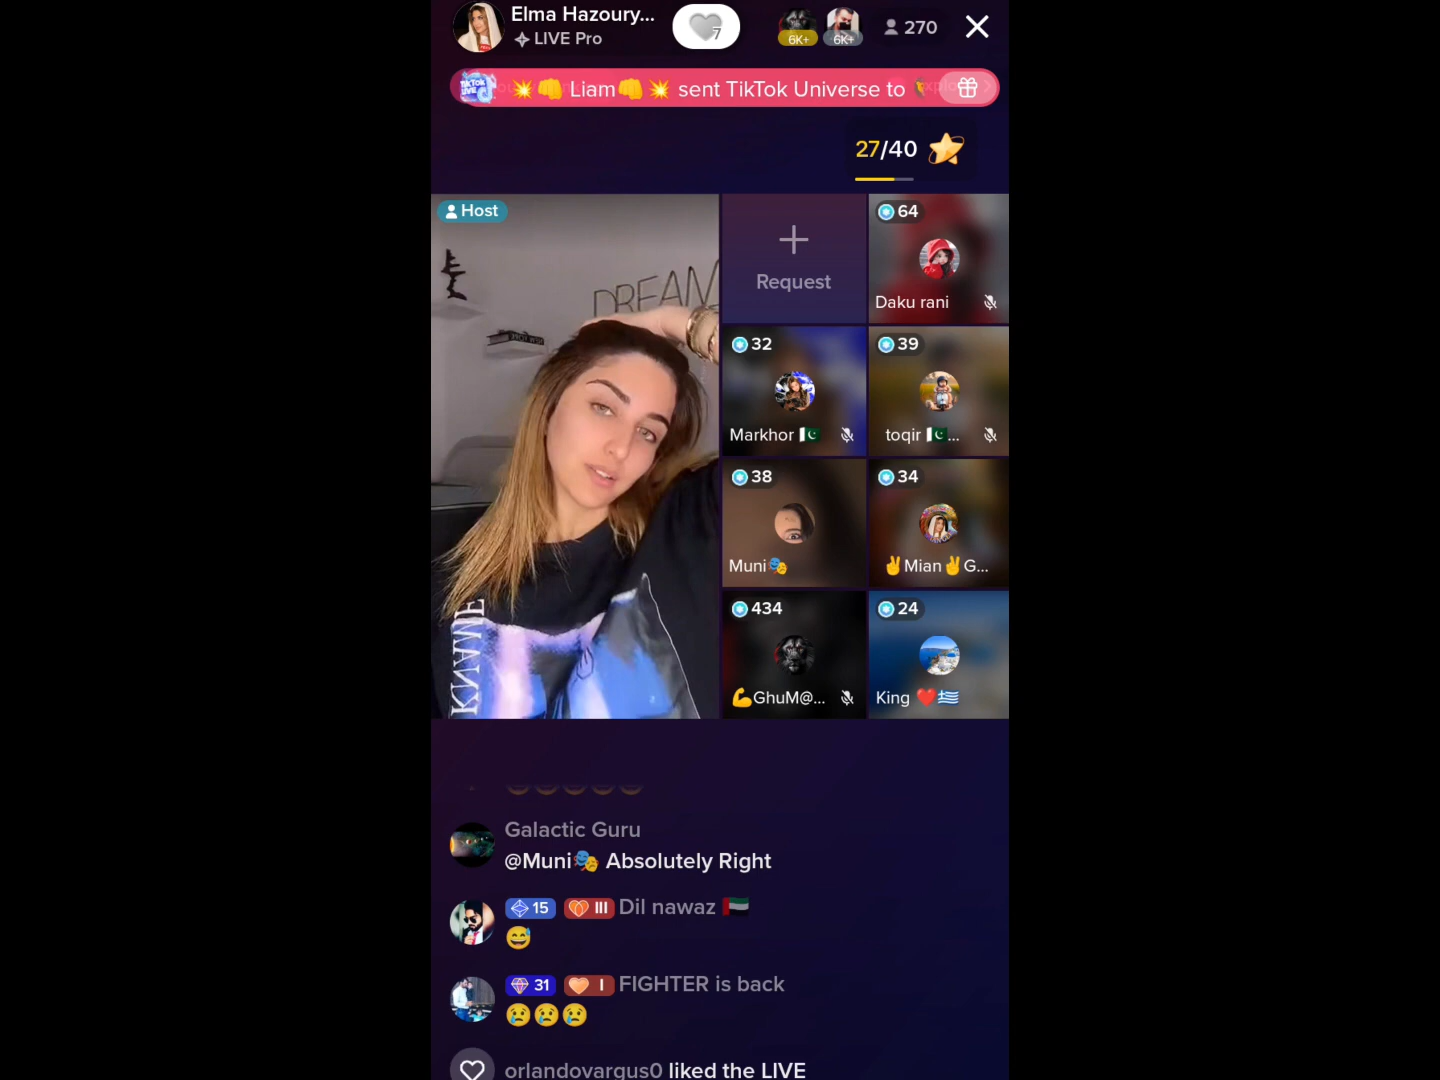 Elma Hazoury...
LIVE Pro
7
6K+
6K+
270
💥👊 Liam👊💥 sent TikTok Universe to
27/40
Host
DREAM
Request
64
Daku rani
32
Markhor 🇵🇰
39
toqir 🇵🇰...
38
Muni🎭
34
✌️Mian✌️G...
434
💪GhuM@...
24
King ❤️🇬🇷
Galactic Guru
@Muni🎭 Absolutely Right
15 III Dil nawaz 🇦🇪
😅
31 I FIGHTER is back
😢😢😢
orlandovargus0 liked the LIVE